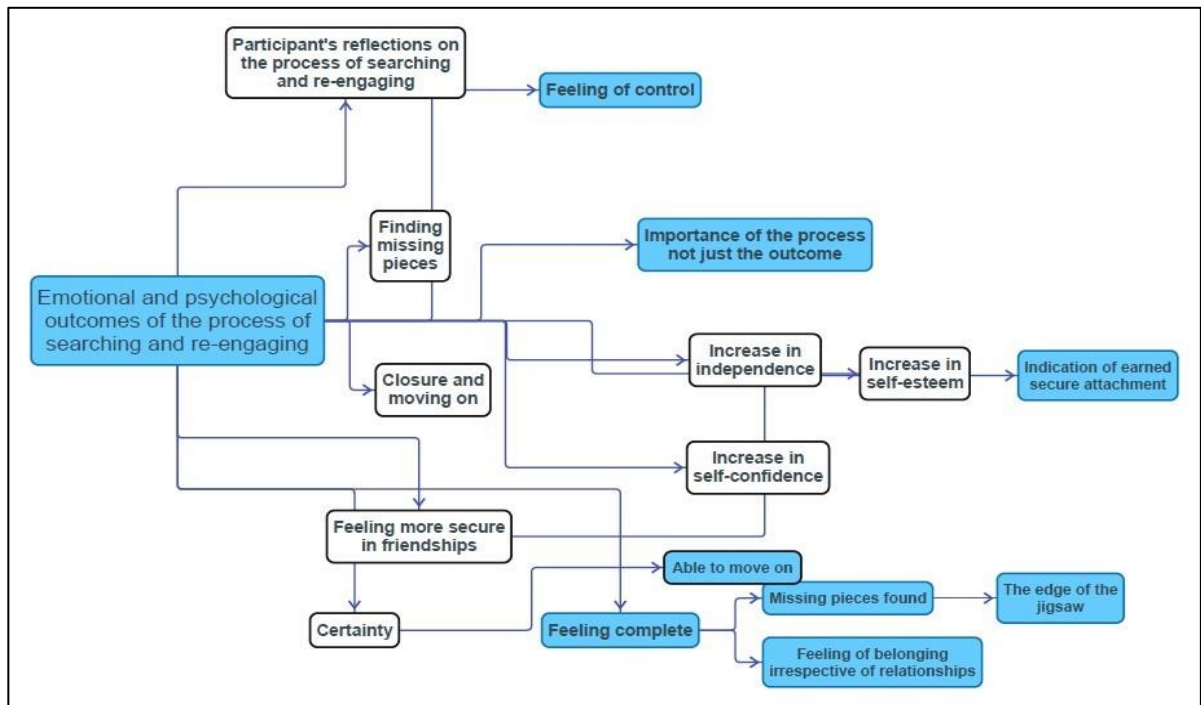 Participant's reflections on
the process of searching
and re-engaging
Feeling of control
Finding
missing
pieces
Importance of the process
not just the outcome
Emotional and psychological
outcomes of the process of
searching and re-engaging
Increase in
independence
Increase in
self-esteem
Indication of earned
secure attachment
Closure and
moving on
Increase in
self-confidence
Feeling more secure
in friendships
Able to move on
Missing pieces found
The edge of the
jigsaw
Certainty
Feeling complete
Feeling of belonging
irrespective of relationships